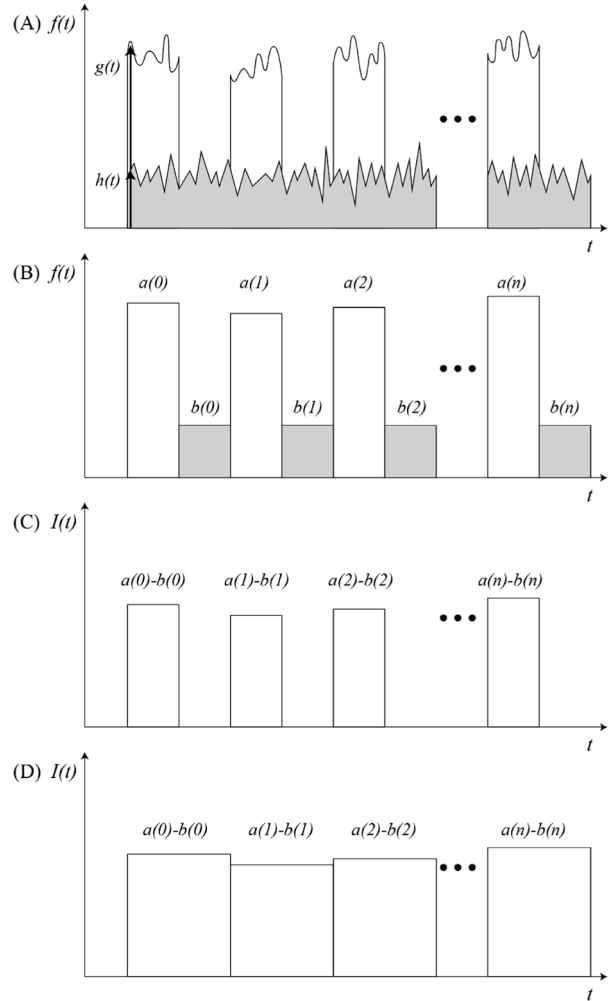 (A) f(t)
g(t)
h(t)
t
(B) f(t)
a(0) a(1) a(2) a(n)
b(0) b(1) b(2) b(n)
t
(C) I(t)
a(0)-b(0) a(1)-b(1) a(2)-b(2) a(n)-b(n)
t
(D) I(t)
a(0)-b(0) a(1)-b(1) a(2)-b(2) a(n)-b(n)
t